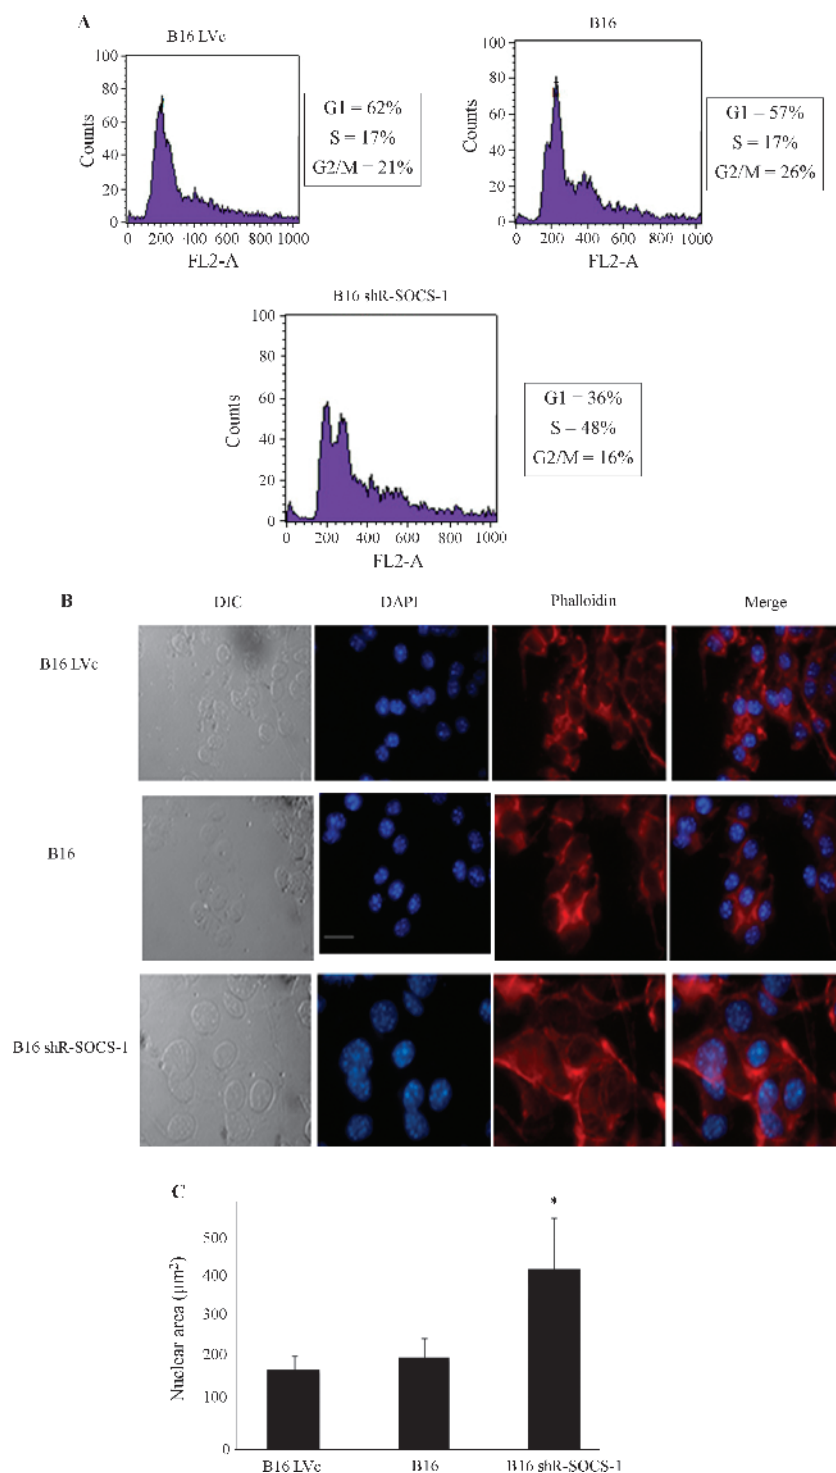 A
B16 LVc
100
80
60
40
20
0
Counts
0 200 400 600 800 1000
FL2-A
G1 = 62%
S = 17%
G2/M = 21%
B16
100
80
60
40
20
0
Counts
0 200 400 600 800 1000
FL2-A
G1 – 57%
S = 17%
G2/M = 26%
B16 shR-SOCS-1
100
80
60
40
20
0
Counts
0 200 400 600 800 1000
FL2-A
G1 = 36%
S – 48%
G2/M = 16%
B
DIC DAPI Phalloidin Merge
B16 LVc
B16
B16 shR-SOCS-1
C
*
500
400
300
200
100
0
Nuclear area (µm²)
B16 LVc B16 B16 shR-SOCS-1